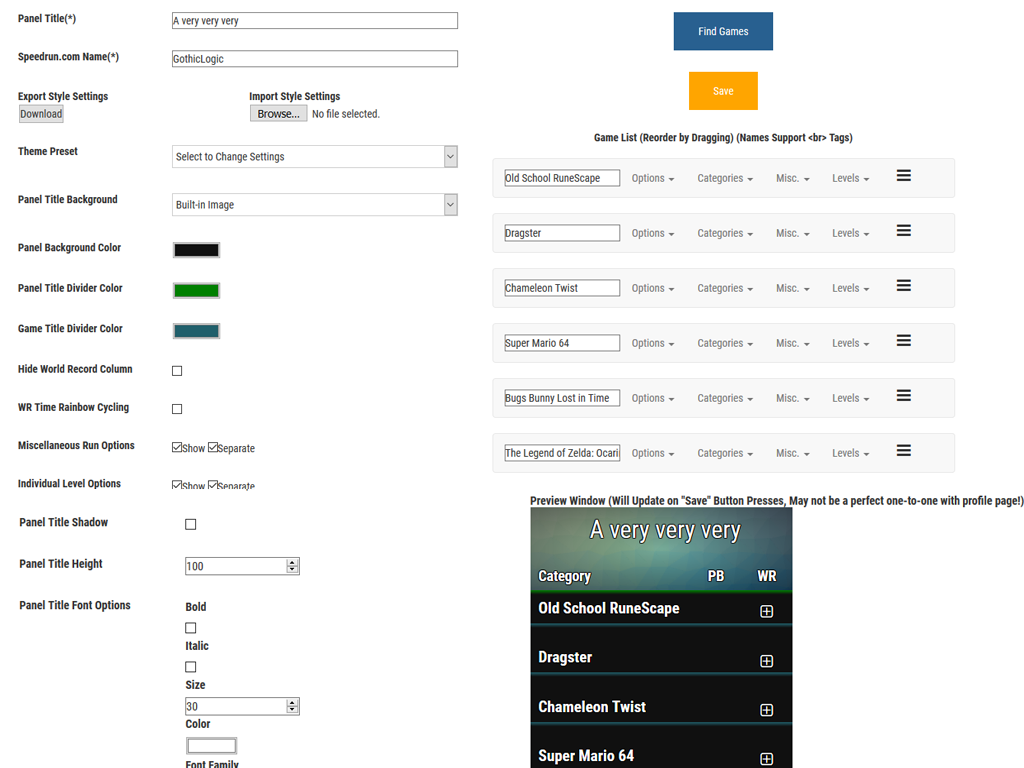 Panel Title(*)
A very very very
Speedrun.com Name(*)
GothicLogic
Export Style Settings
Download
Import Style Settings
Browse... No file selected.
Theme Preset
Select to Change Settings
Panel Title Background
Built-in Image
Panel Background Color
Panel Title Divider Color
Game Title Divider Color
Hide World Record Column
WR Time Rainbow Cycling
Miscellaneous Run Options
Show Separate
Individual Level Options
Show Separate
Panel Title Shadow
Panel Title Height
100
Panel Title Font Options
Bold
Italic
Size
30
Color
Font Family
Find Games
Save
Game List (Reorder by Dragging) (Names Support <br> Tags)
Old School RuneScape Options Categories Misc. Levels
Dragster Options Categories Misc. Levels
Chameleon Twist Options Categories Misc. Levels
Super Mario 64 Options Categories Misc. Levels
Bugs Bunny Lost in Time Options Categories Misc. Levels
The Legend of Zelda: Ocari Options Categories Misc. Levels
Preview Window (Will Update on "Save" Button Presses, May not be a perfect one-to-one with profile page!)
A very very very
Category PB WR
Old School RuneScape
Dragster
Chameleon Twist
Super Mario 64